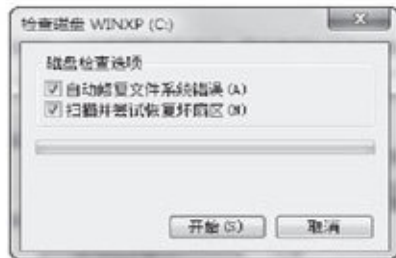 检查磁盘 WINXP (C:)
磁盘检查选项
自动修复文件系统错误(A)
扫描并尝试恢复坏扇区(N)
开始(S)
取消